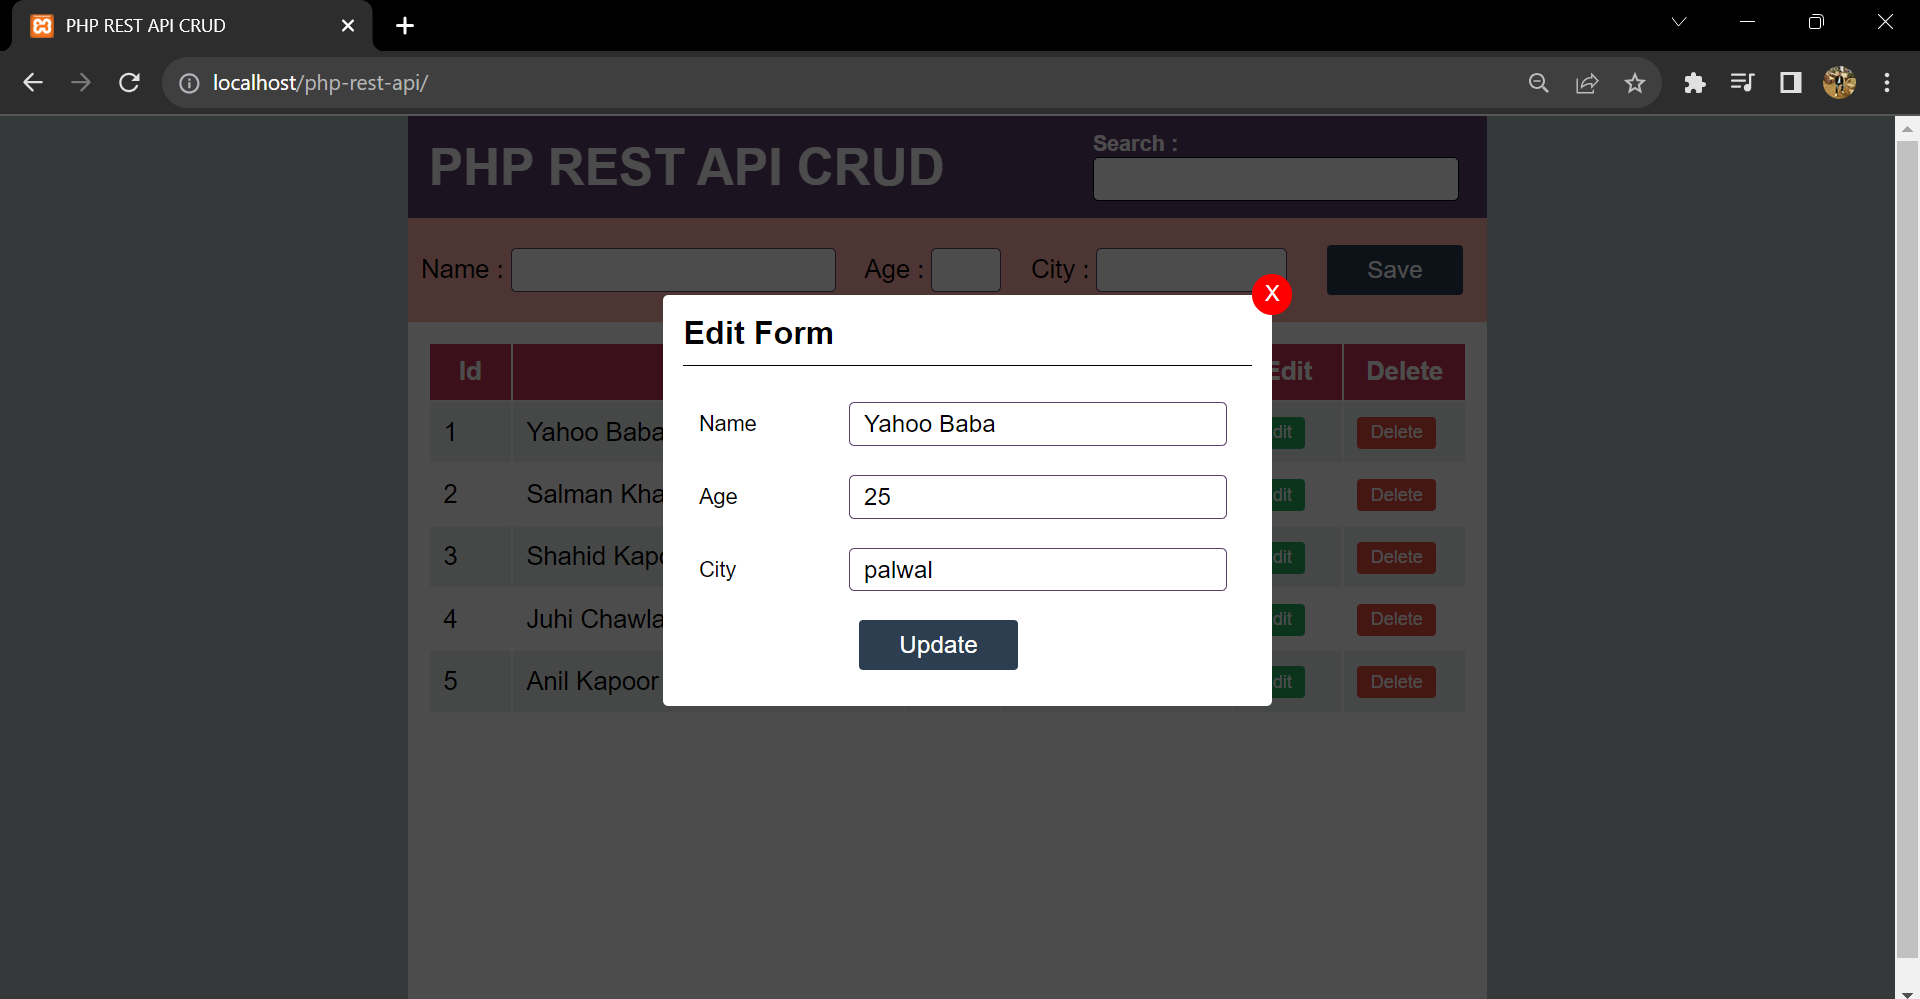 PHP REST API CRUD
localhost/php-rest-api/
PHP REST API CRUD
Search :
Name :
Age :
City :
Save
X
Edit Form
Id
Edit
Delete
Name
Yahoo Baba
1
Yahoo Baba
dit
Delete
Age
25
2
Salman Kha
dit
Delete
3
Shahid Kapo
dit
Delete
City
palwal
4
Juhi Chawla
dit
Delete
Update
5
Anil Kapoor
dit
Delete